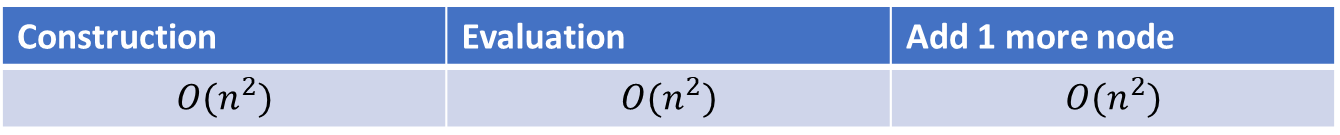 Construction Evaluation Add 1 more node
O(n²) O(n²) O(n²)